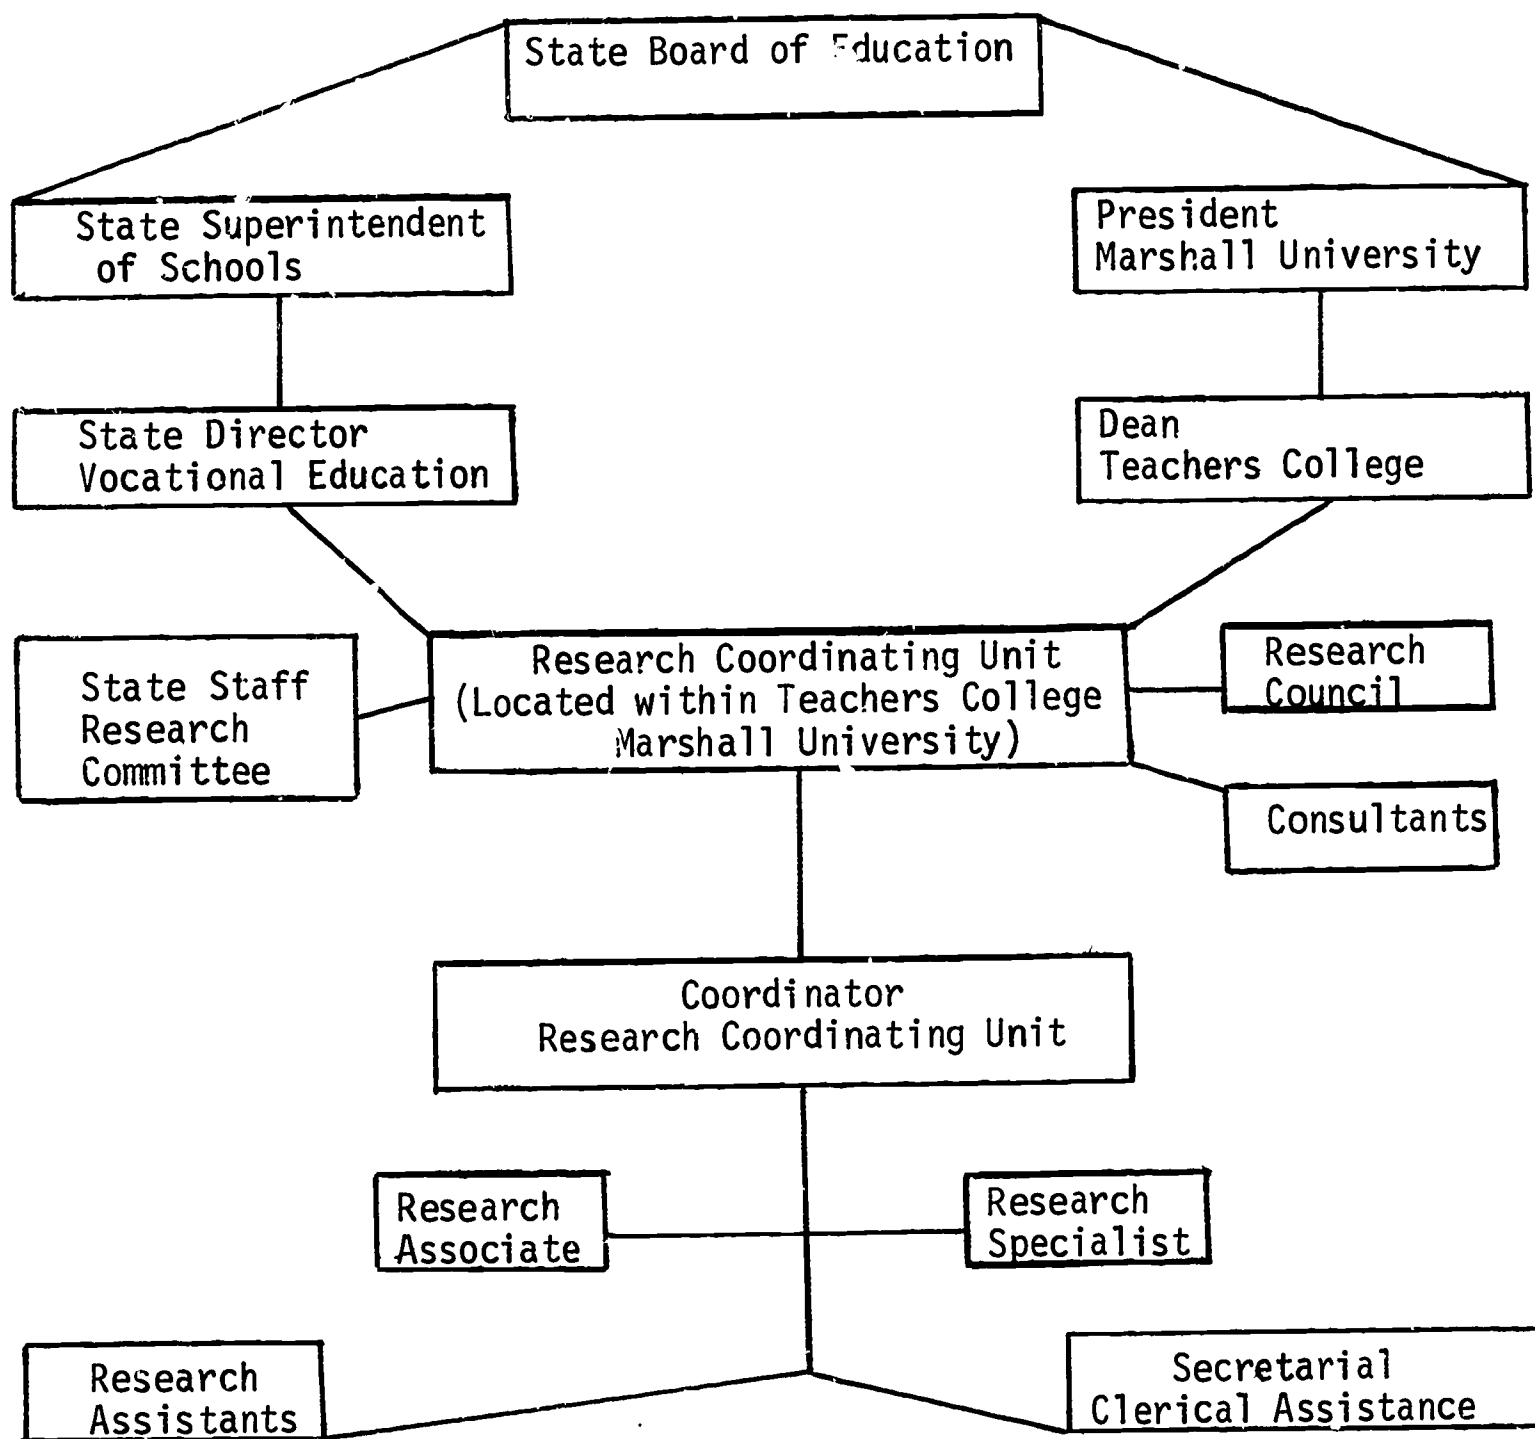 State Board of Education
State Superintendent
of Schools
President
Marshall University
State Director
Vocational Education
Dean
Teachers College
State Staff
Research
Committee
Research Coordinating Unit
(Located within Teachers College
Marshall University)
Research
Council
Consultants
Coordinator
Research Coordinating Unit
Research
Associate
Research
Specialist
Research
Assistants
Secretarial
Clerical Assistance